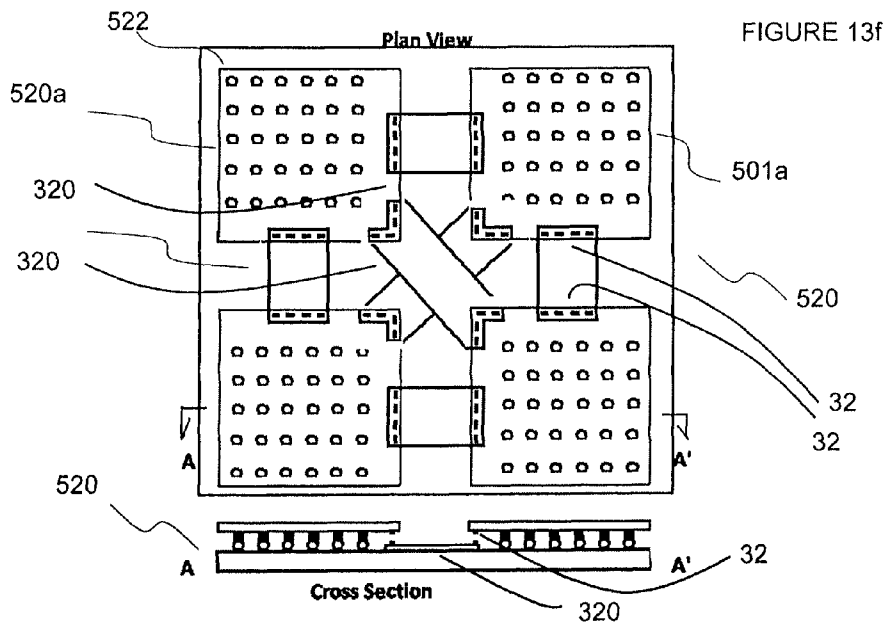 FIGURE 13f
Plan View
522
520a
501a
320
320
520
32
32
A
A'
520
32
A
A'
Cross Section
320